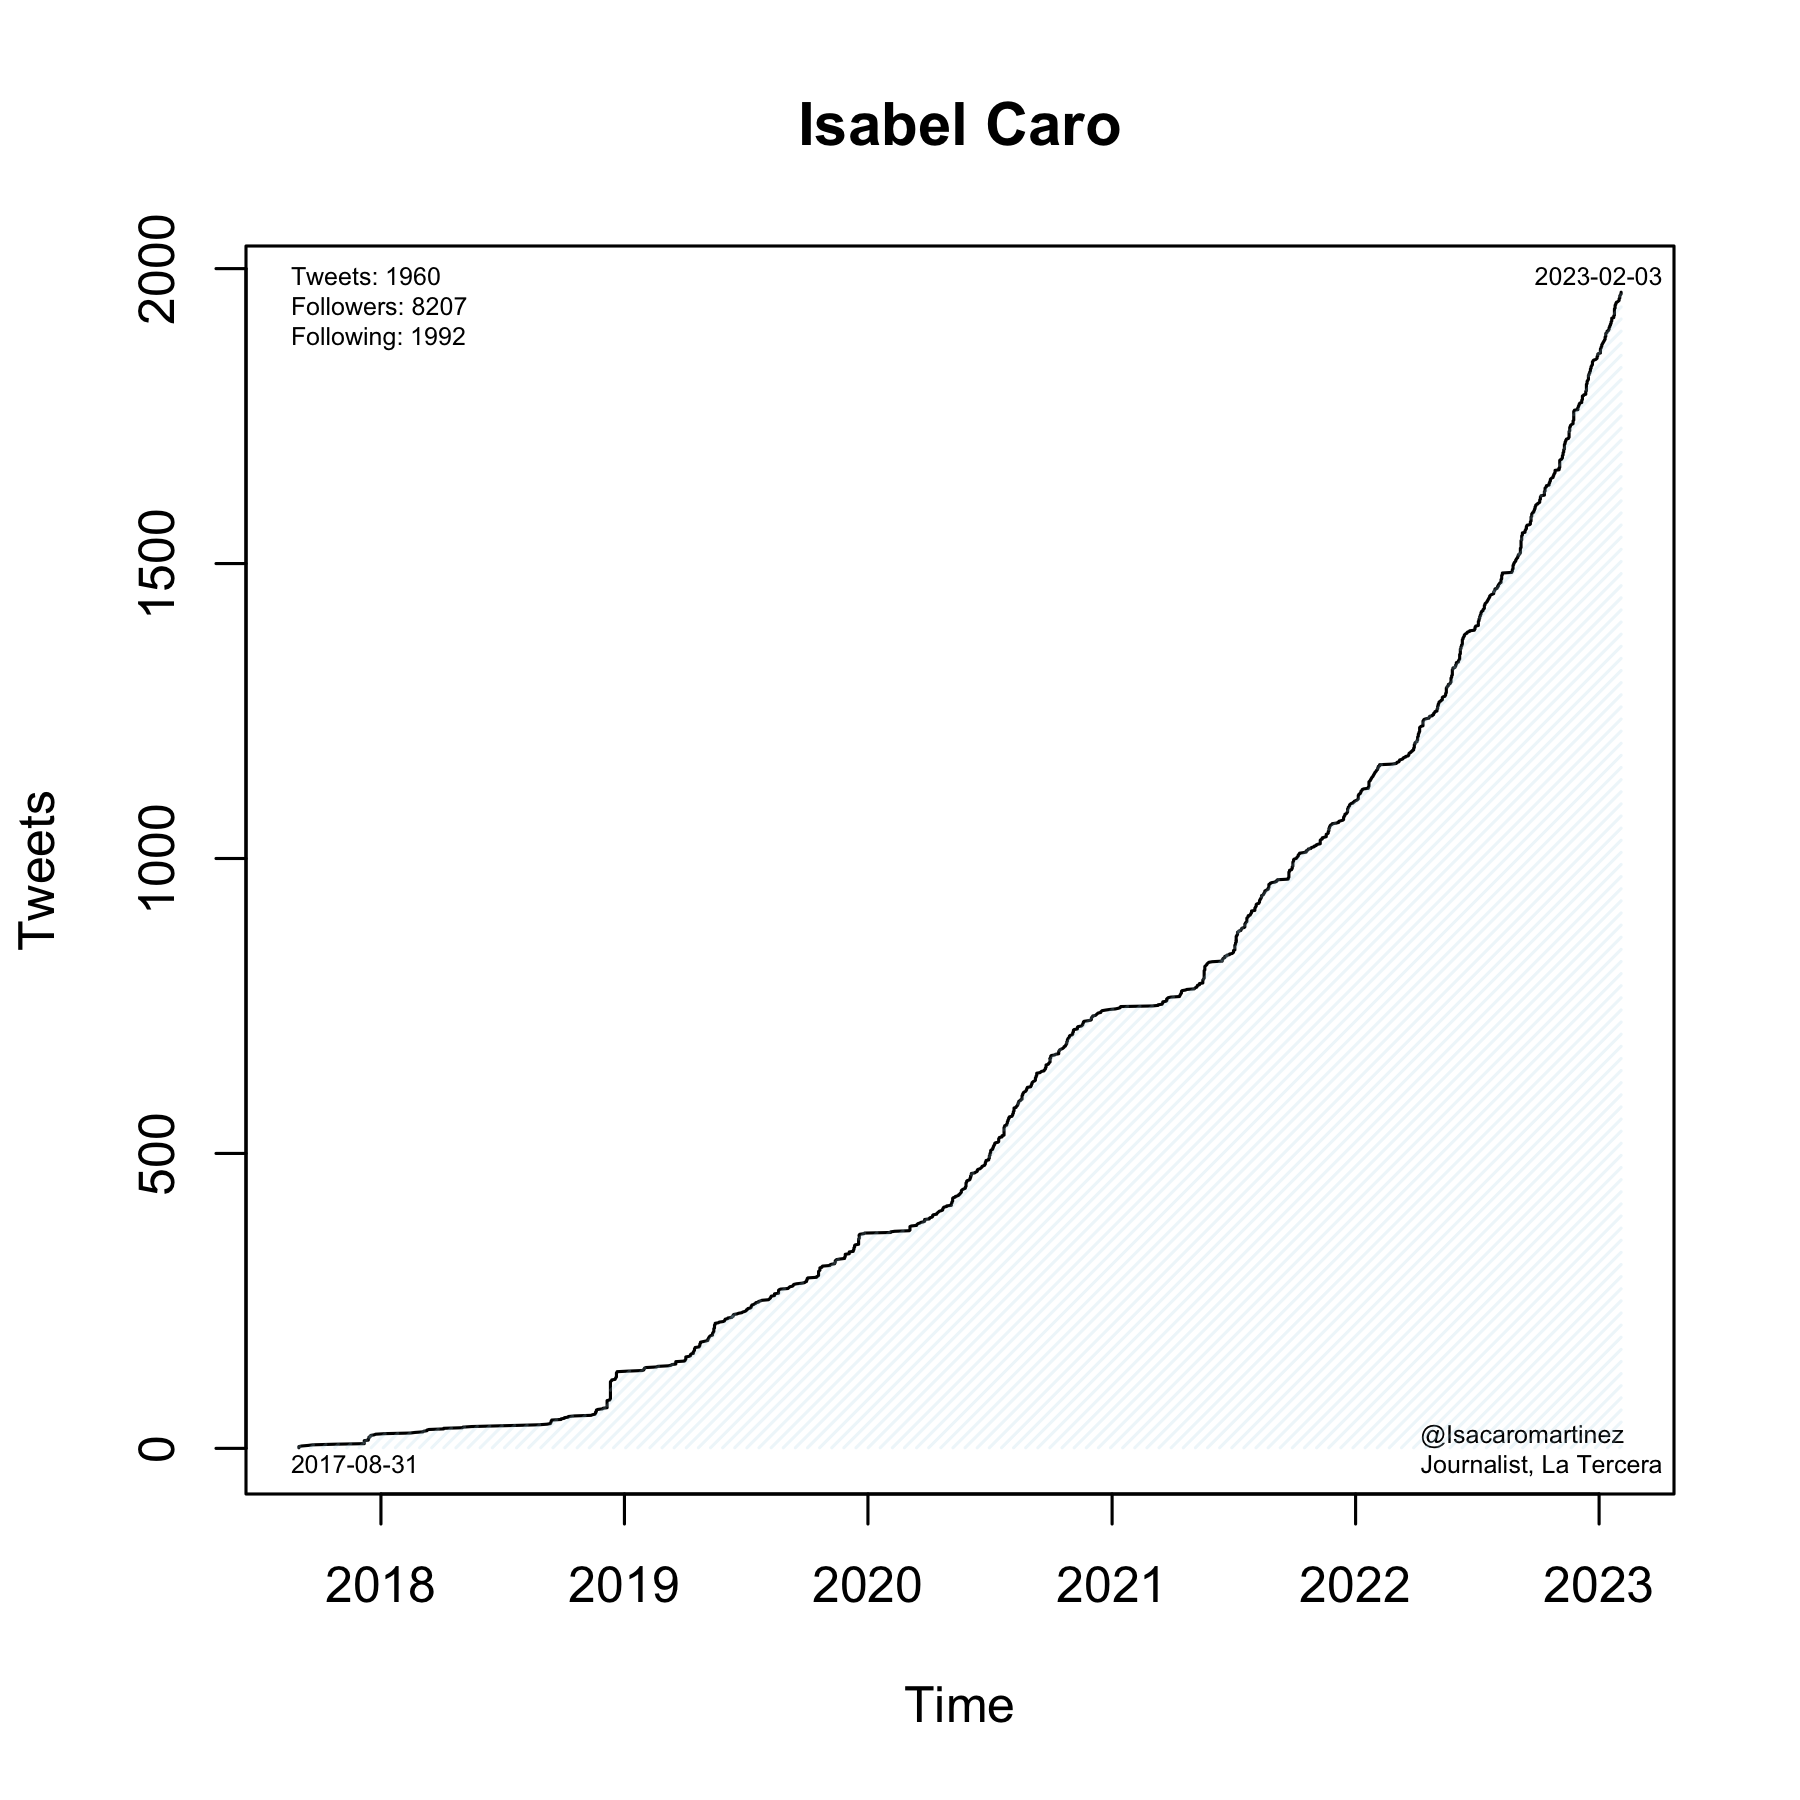 Isabel Caro
Tweets: 1960
Followers: 8207
Following: 1992
2023-02-03
2000
1500
1000
500
0
Tweets
@Isacaromartinez
Journalist, La Tercera
2017-08-31
2018 2019 2020 2021 2022 2023
Time